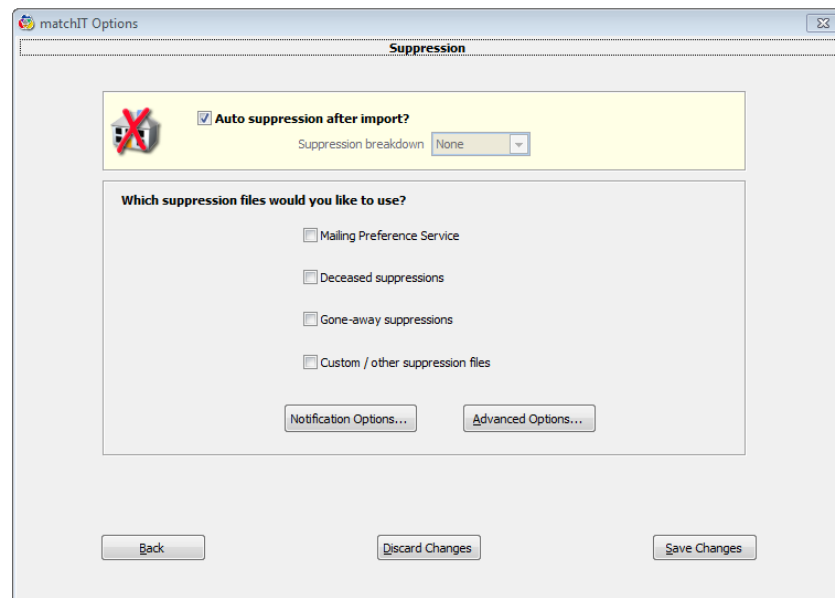 matchIT Options
Suppression
Auto suppression after import?
Suppression breakdown None
Which suppression files would you like to use?
Mailing Preference Service
Deceased suppressions
Gone-away suppressions
Custom / other suppression files
Notification Options... Advanced Options...
Back Discard Changes Save Changes